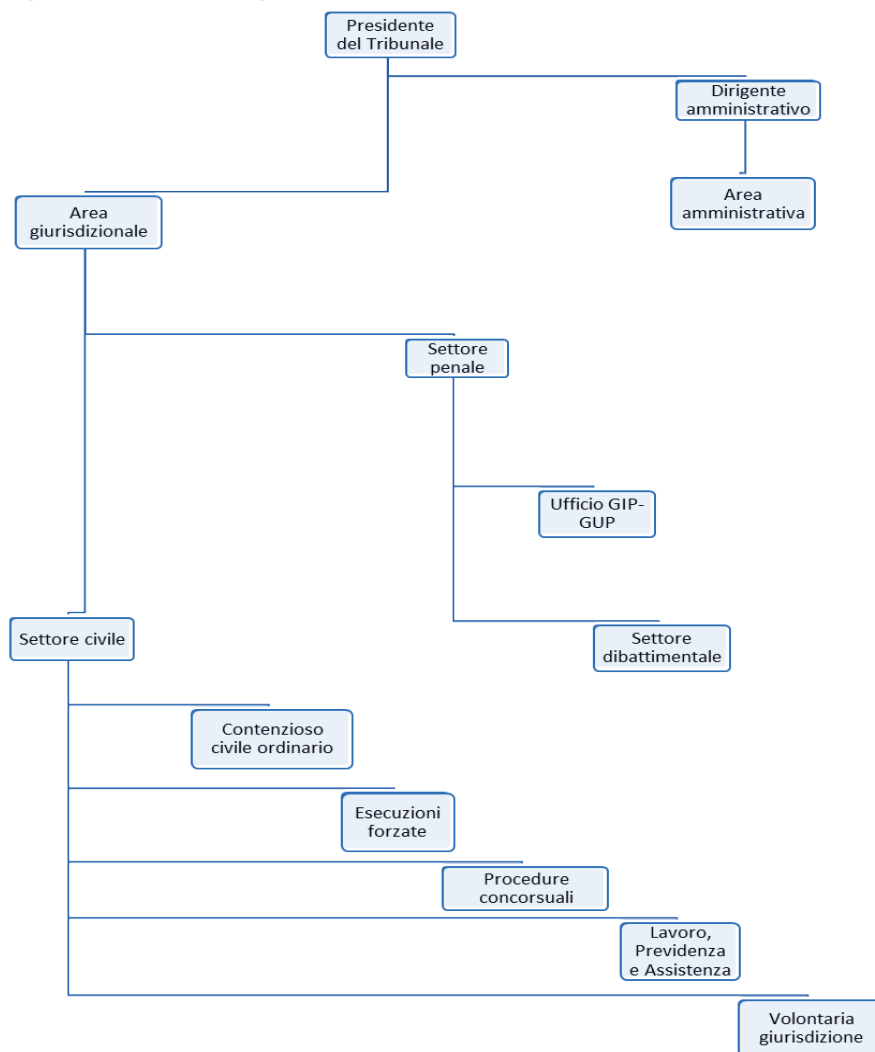 Presidente
del Tribunale
Dirigente
amministrativo
Area
amministrativa
Area
giurisdizionale
Settore
penale
Ufficio GIP-
GUP
Settore civile
Settore
dibattimentale
Contenzioso
civile ordinario
Esecuzioni
forzate
Procedure
concorsuali
Lavoro,
Previdenza
e Assistenza
Volontaria
giurisdizione